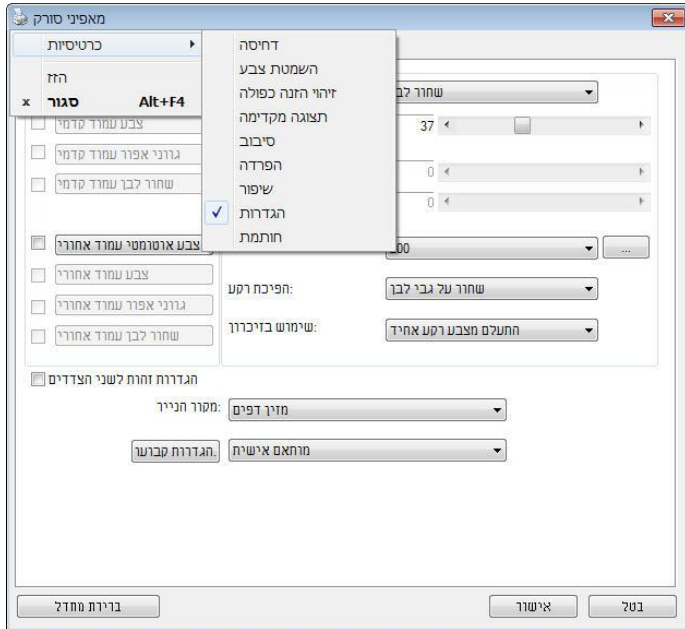 מאפיני סורק
כרטיסיות
הזז
x סגור Alt+F4
דחיסה
השמטת צבע
זיהוי הזנה כפולה
תצוגה מקדימה
סיבוב
הפרדה
שיפור
הגדרות
חותמת
צבע עמוד קדמי
גווני אפור עמוד קדמי
שחור לבן עמוד קדמי
צבע אוטומטי עמוד אחורי
צבע עמוד אחורי
גווני אפור עמוד אחורי
שחור לבן עמוד אחורי
שחור לבן
37
0
0
...
הפיכת רקע:
שחור על גבי לבן
שימוש בזיכרון:
התעלם מצבע רקע אחיד
הגדרות זהות לשני הצדדים
מקור הנייר:
מזין דפים
הגדרות קבועו.
מותאם אישית
ברירת מחדל
אישור
בטל